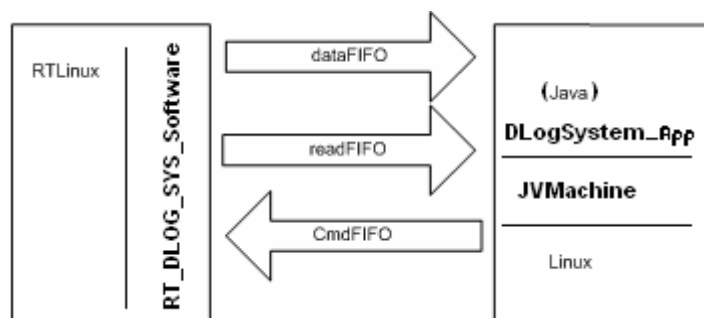 RTLinux
RT_DLOG_SYS_Software
dataFIFO
readFIFO
CmdFIFO
(Java)
DLogSystem_App
JVMachine
Linux